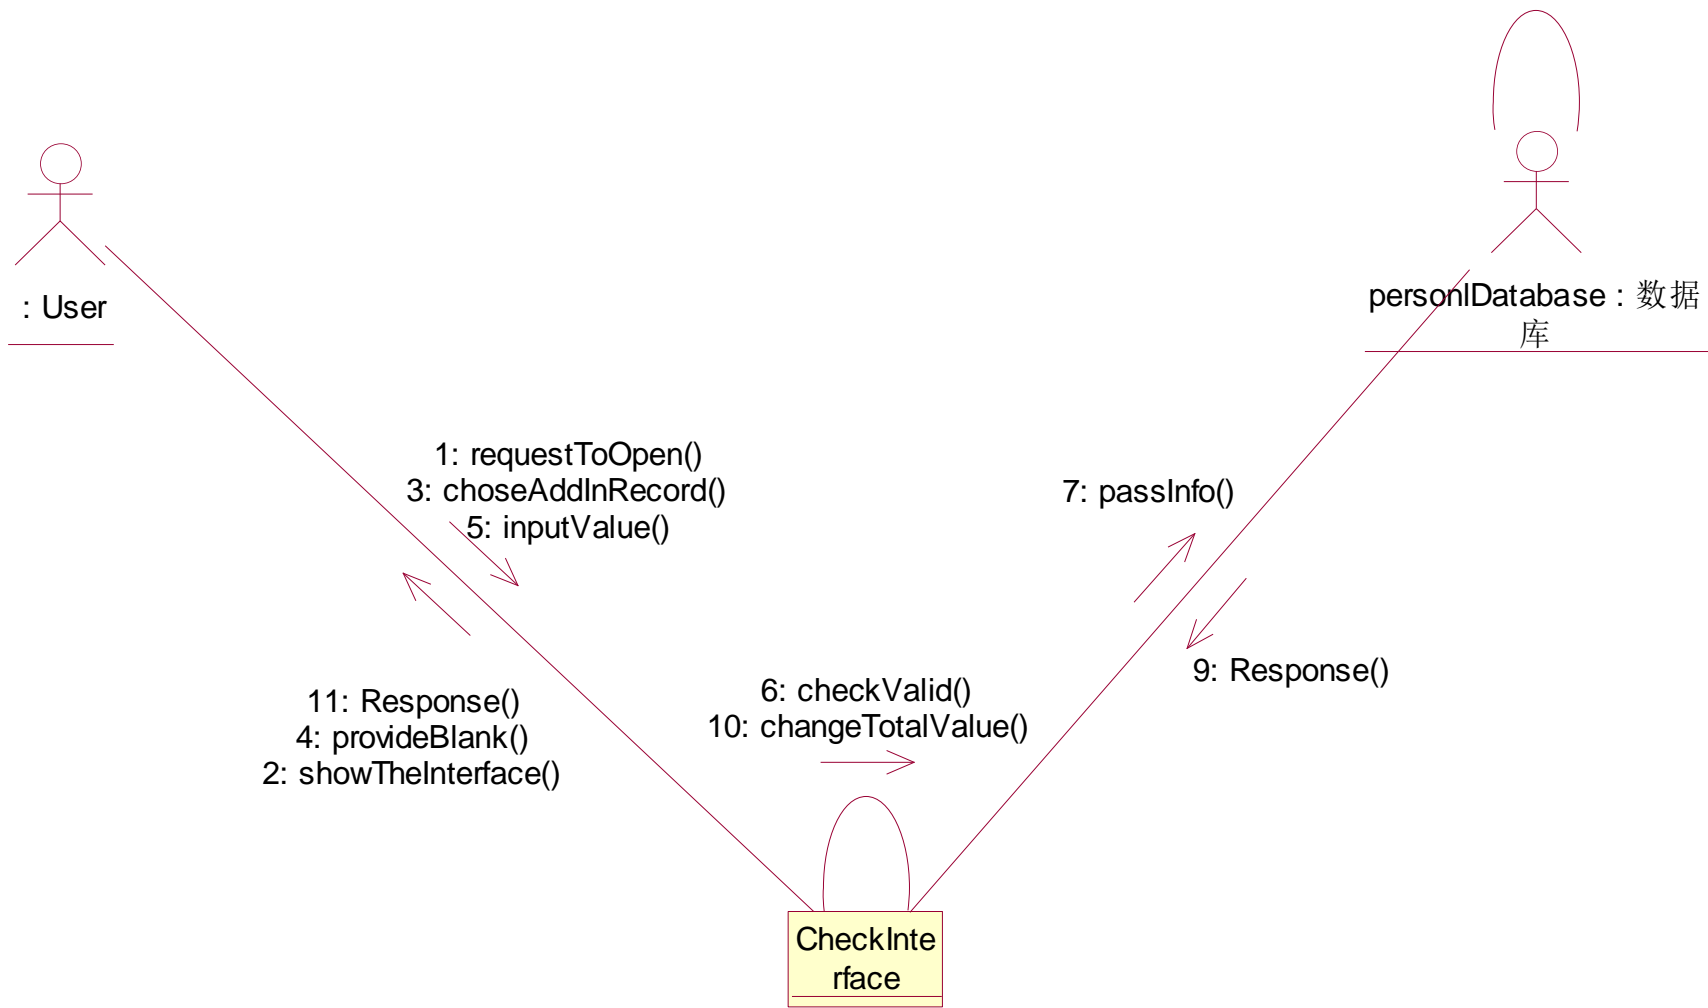 : User
personlDatabase : 数据
库
1: requestToOpen()
3: choseAddInRecord()
5: inputValue()
7: passInfo()
9: Response()
11: Response()
4: provideBlank()
2: showTheInterface()
6: checkValid()
10: changeTotalValue()
CheckInte
rface